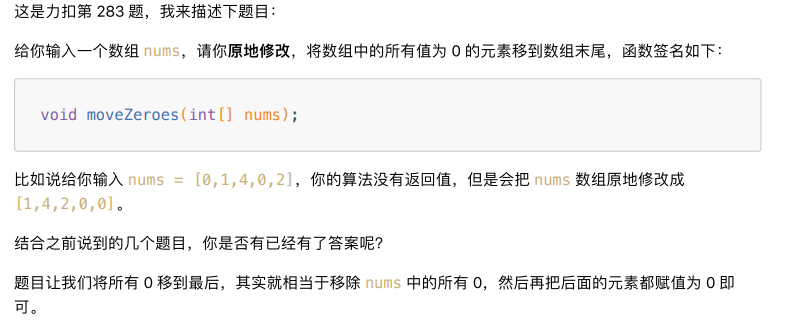 这是力扣第 283 题，我来描述下题目：
给你输入一个数组 nums，请你原地修改，将数组中的所有值为 0 的元素移到数组末尾，函数签名如下：
void moveZeroes(int[] nums);
比如说给你输入 nums = [0,1,4,0,2]，你的算法没有返回值，但是会把 nums 数组原地修改成
[1,4,2,0,0]。
结合之前说到的几个题目，你是否有已经有了答案呢？
题目让我们将所有 0 移到最后，其实就相当于移除 nums 中的所有 0，然后再把后面的元素都赋值为 0 即
可。